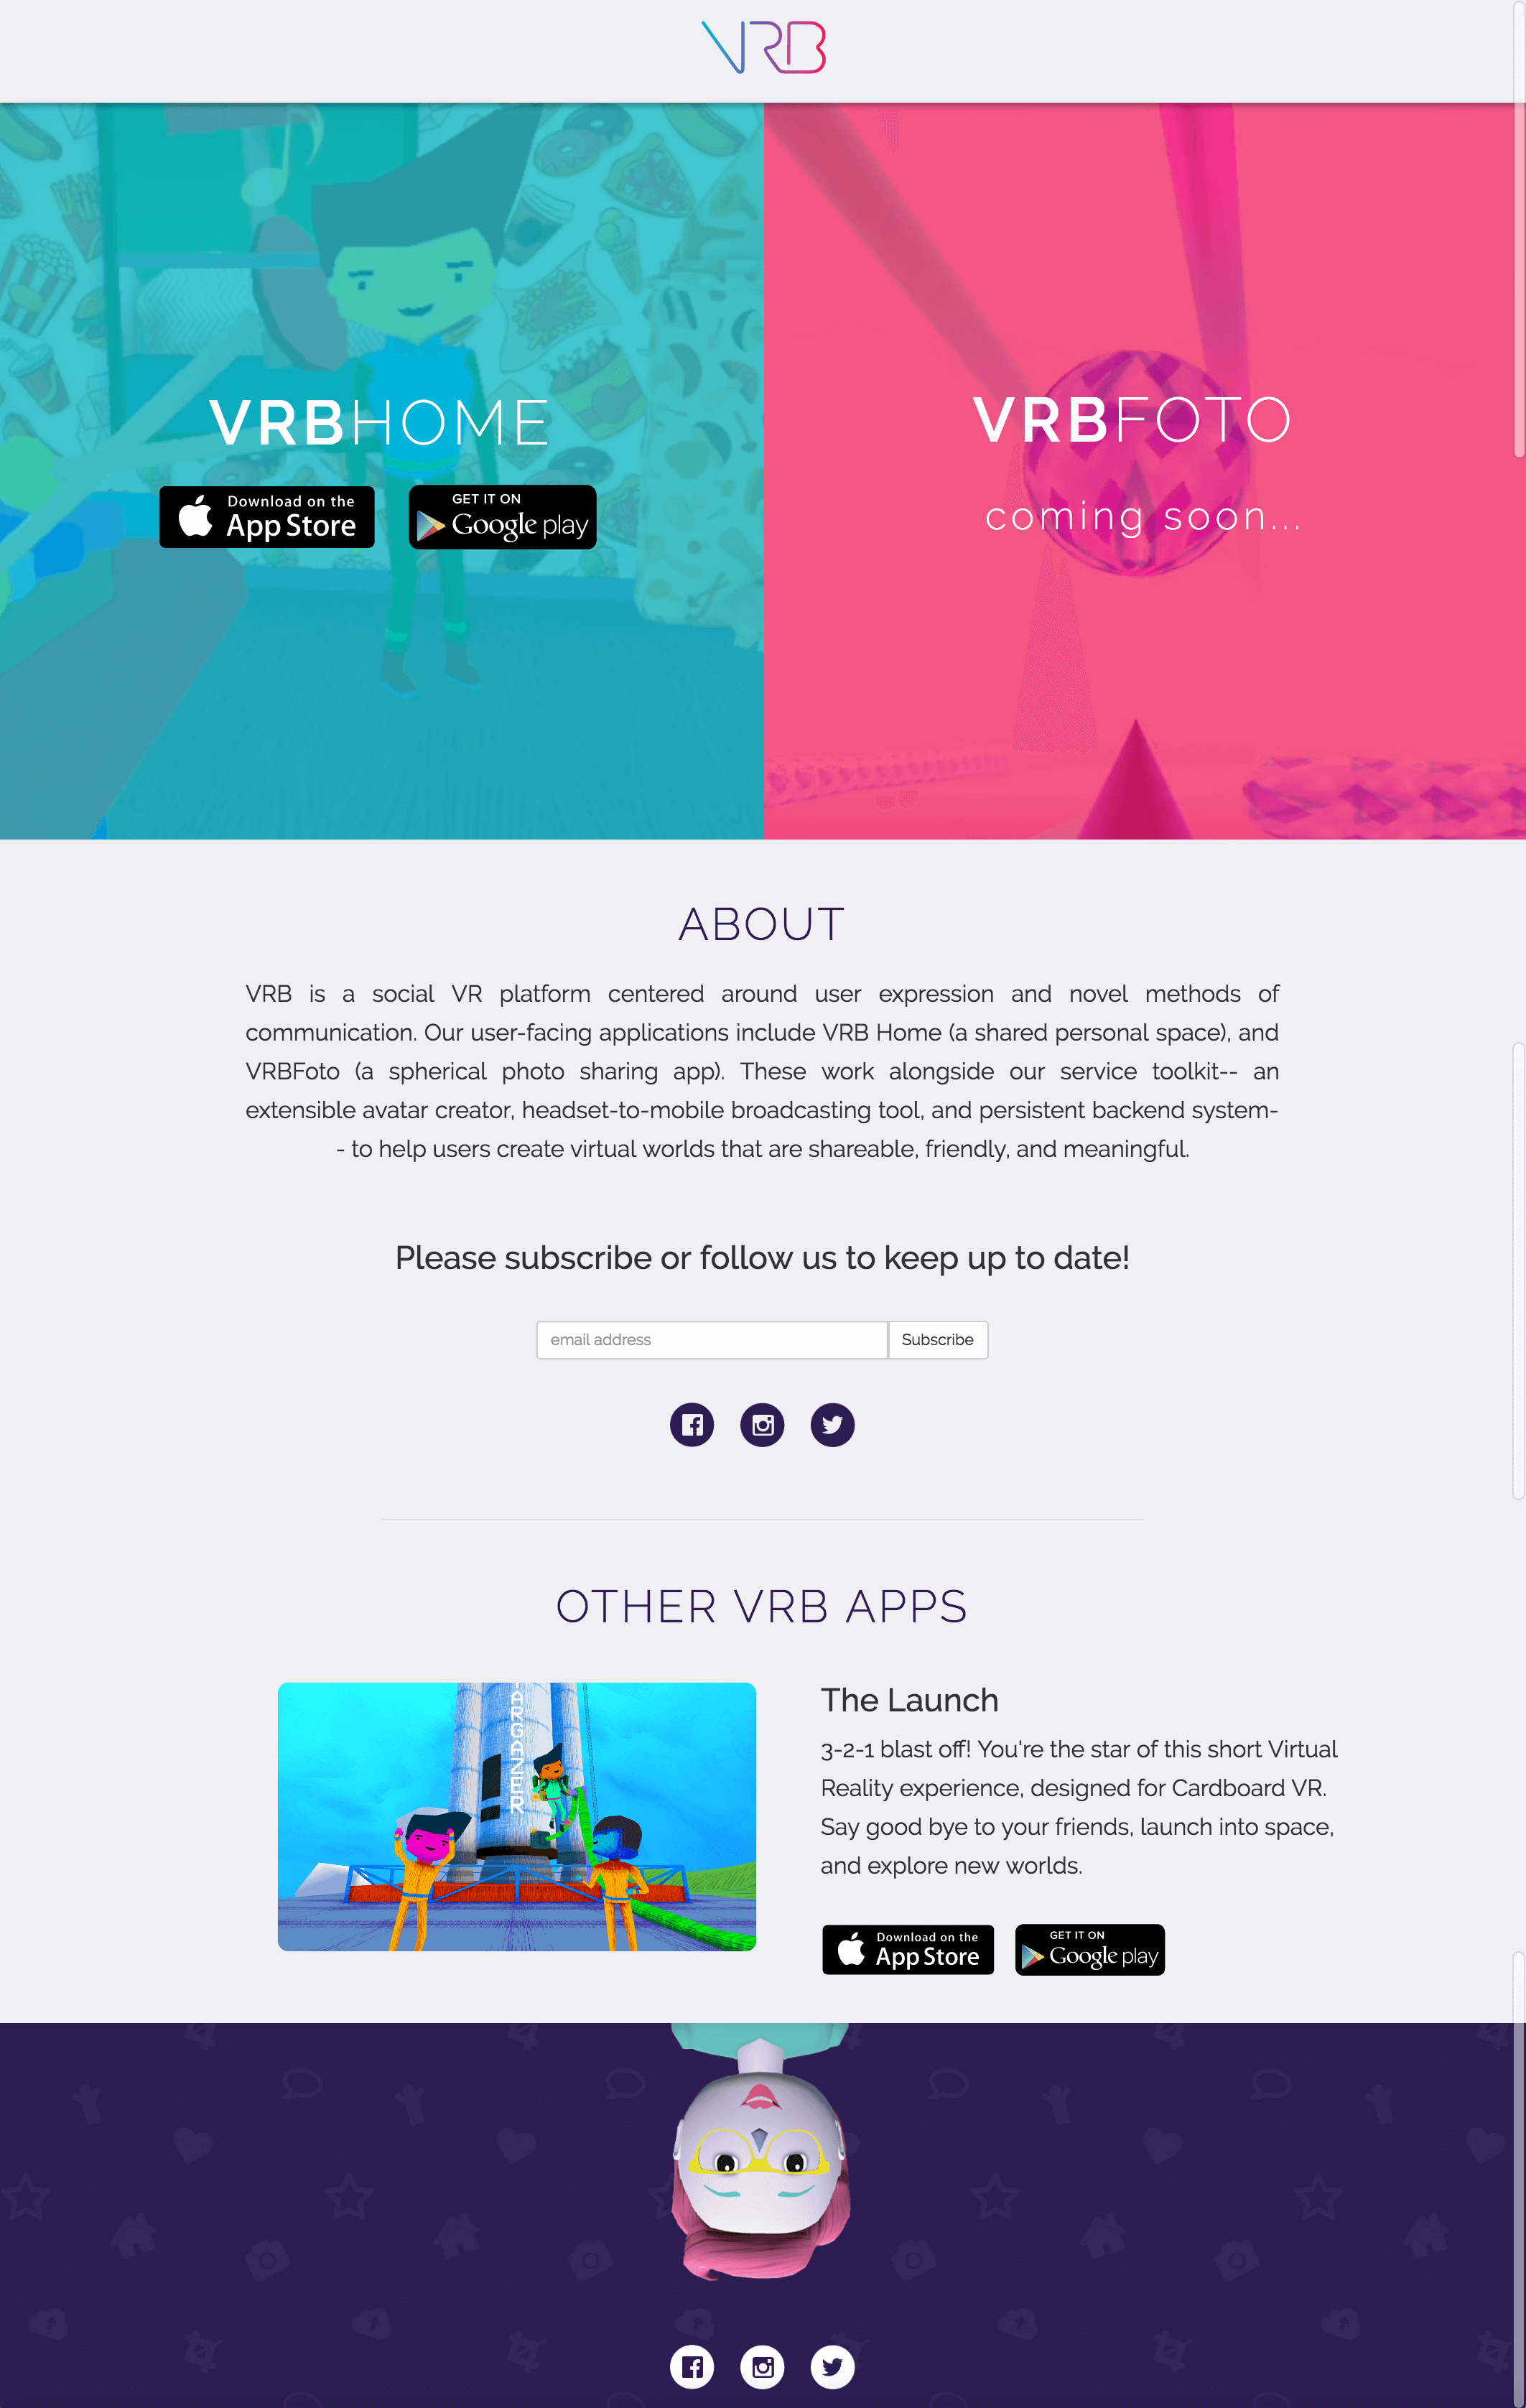 VRB
VRBHOME
Download on the
App Store
GET IT ON
Google play
VRBFOTO
coming soon...
ABOUT
VRB is a social VR platform centered around user expression and novel methods of
communication. Our user-facing applications include VRB Home (a shared personal space), and
VRBFoto (a spherical photo sharing app). These work alongside our service toolkit-- an
extensible avatar creator, headset-to-mobile broadcasting tool, and persistent backend system-
- to help users create virtual worlds that are shareable, friendly, and meaningful.
Please subscribe or follow us to keep up to date!
email address
Subscribe
OTHER VRB APPS
TARGAZER
The Launch
3-2-1 blast off! You're the star of this short Virtual
Reality experience, designed for Cardboard VR.
Say good bye to your friends, launch into space,
and explore new worlds.
Download on the
App Store
GET IT ON
Google play